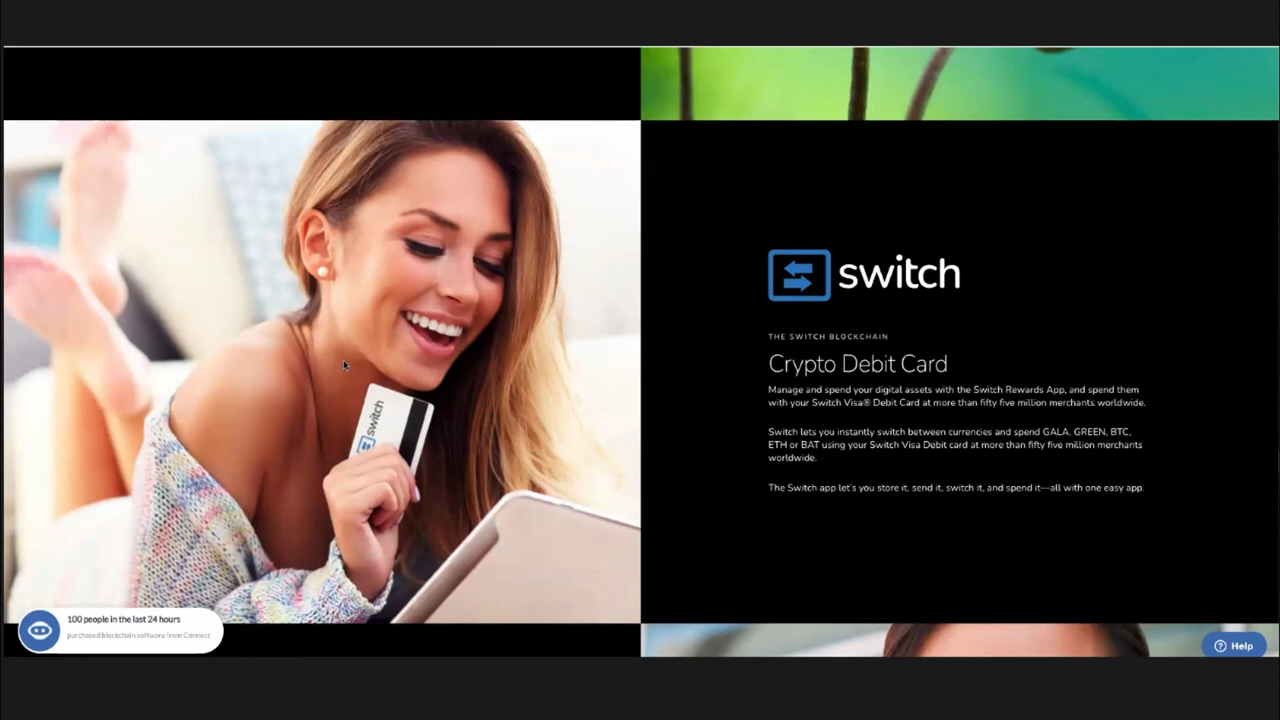 switch
THE SWITCH BLOCKCHAIN
Crypto Debit Card
Manage and spend your digital assets with the Switch Rewards App, and spend them
with your Switch Visa® Debit Card at more than fifty five million merchants worldwide.
Switch lets you instantly switch between currencies and spend GALA, GREEN, BTC,
ETH or BAT using your Switch Visa Debit card at more than fifty five million merchants
worldwide.
The Switch app let's you store it, send it, switch it, and spend it—all with one easy app.
switch
100 people in the last 24 hours
purchased blockchain software from Connect
Help